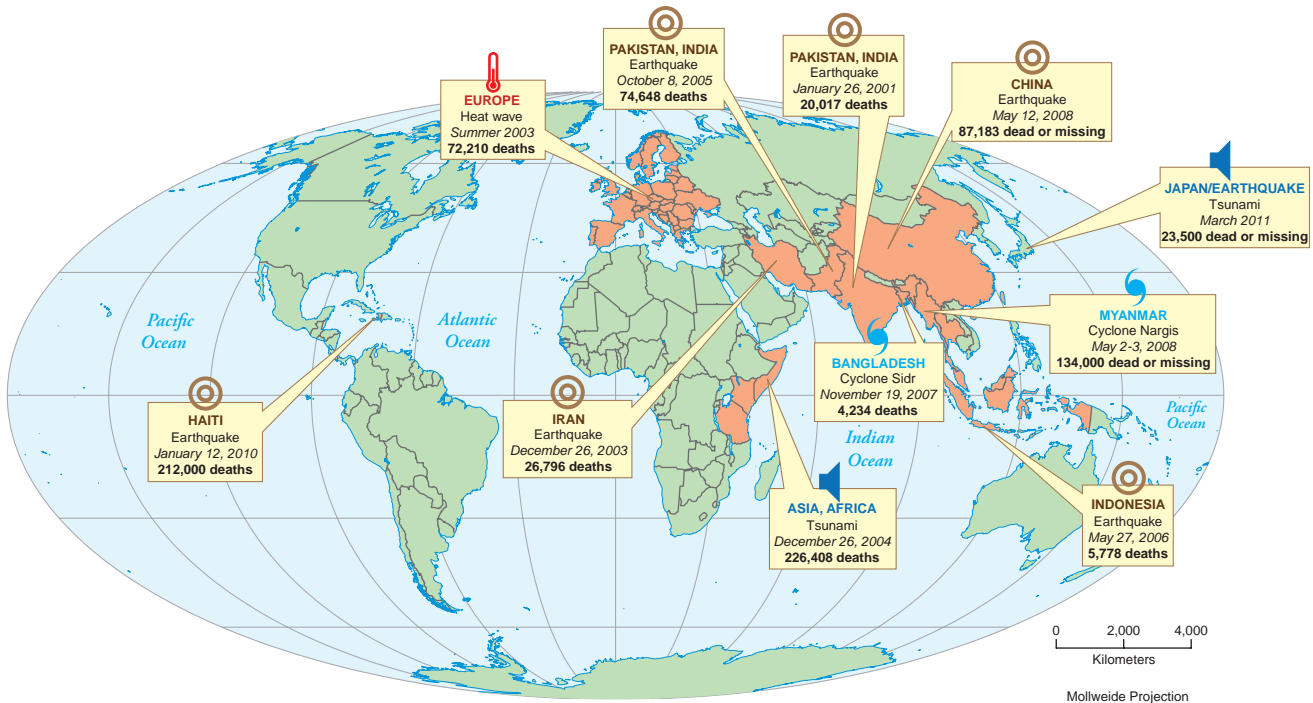 PAKISTAN, INDIA
Earthquake
October 8, 2005
74,648 deaths
PAKISTAN, INDIA
Earthquake
January 26, 2001
20,017 deaths
CHINA
Earthquake
May 12, 2008
87,183 dead or missing
EUROPE
Heat wave
Summer 2003
72,210 deaths
JAPAN/EARTHQUAKE
Tsunami
March 2011
23,500 dead or missing
MYANMAR
Cyclone Nargis
May 2-3, 2008
134,000 dead or missing
Pacific
Ocean
Atlantic
Ocean
BANGLADESH
Cyclone Sidr
November 19, 2007
4,234 deaths
Pacific
Ocean
HAITI
Earthquake
January 12, 2010
212,000 deaths
IRAN
Earthquake
December 26, 2003
26,796 deaths
Indian
Ocean
ASIA, AFRICA
Tsunami
December 26, 2004
226,408 deaths
INDONESIA
Earthquake
May 27, 2006
5,778 deaths
0 2,000 4,000
Kilometers
Mollweide Projection